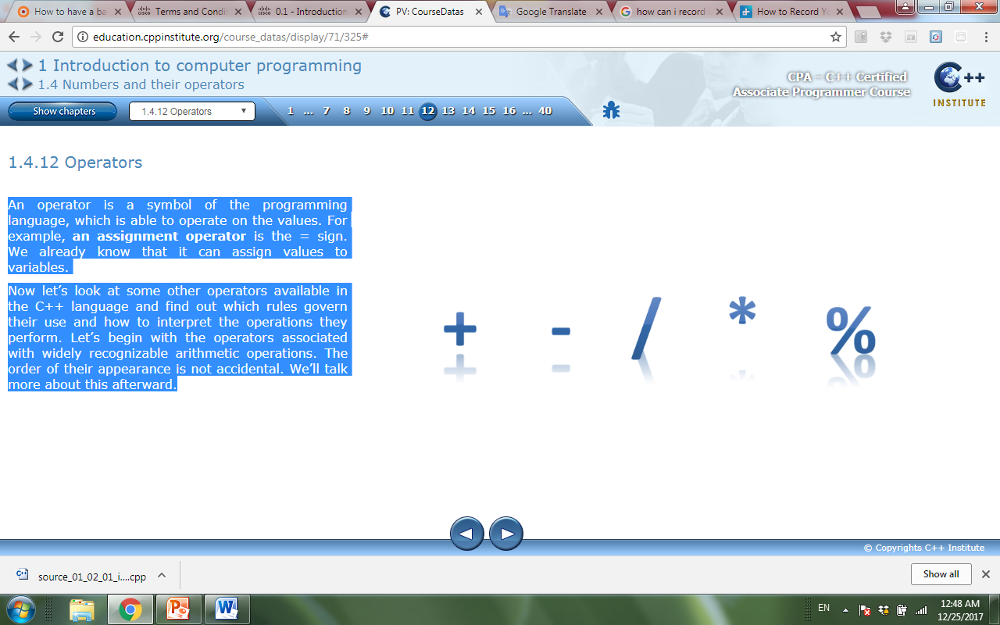 How to have a ba
Terms and Condit
0.1 - Introduction
PV: CourseDatas
Google Translate
how can i record
How to Record Yo
education.cppinstitute.org/course_datas/display/71/325#
1 Introduction to computer programming
1.4 Numbers and their operators
CPA – C++ Certified
Associate Programmer Course
C++
INSTITUTE
Show chapters
1.4.12 Operators
1 ... 7 8 9 10 11 12 13 14 15 16 ... 40
1.4.12 Operators
An operator is a symbol of the programming
language, which is able to operate on the values. For
example, an assignment operator is the = sign.
We already know that it can assign values to
variables.
Now let’s look at some other operators available in
the C++ language and find out which rules govern
their use and how to interpret the operations they
perform. Let’s begin with the operators associated
with widely recognizable arithmetic operations. The
order of their appearance is not accidental. We’ll talk
more about this afterward.
+ - / * %
© Copyrights C++ Institute
source_01_02_01_i....cpp
Show all
EN
12:48 AM
12/25/2017